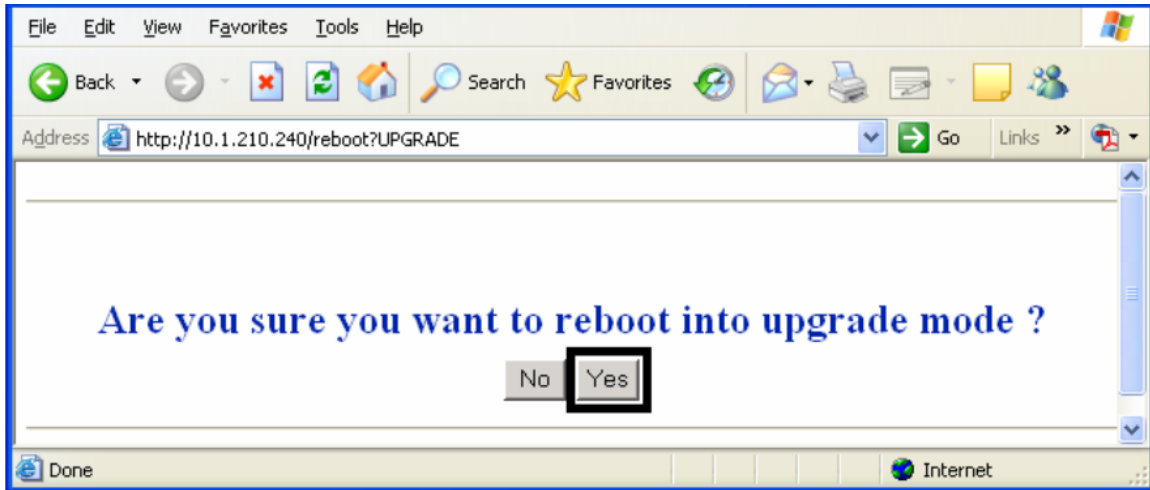 File Edit View Favorites Tools Help
Back Search Favorites
Address http://10.1.210.240/reboot?UPGRADE Go Links »
Are you sure you want to reboot into upgrade mode ?
No Yes
Done Internet